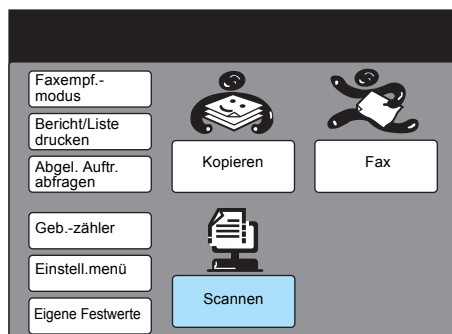 Faxempf.-
modus
Bericht/Liste
drucken
Abgel. Auftr.
abfragen
Geb.-zähler
Einstell.menü
Eigene Festwerte
Kopieren
Fax
Scannen